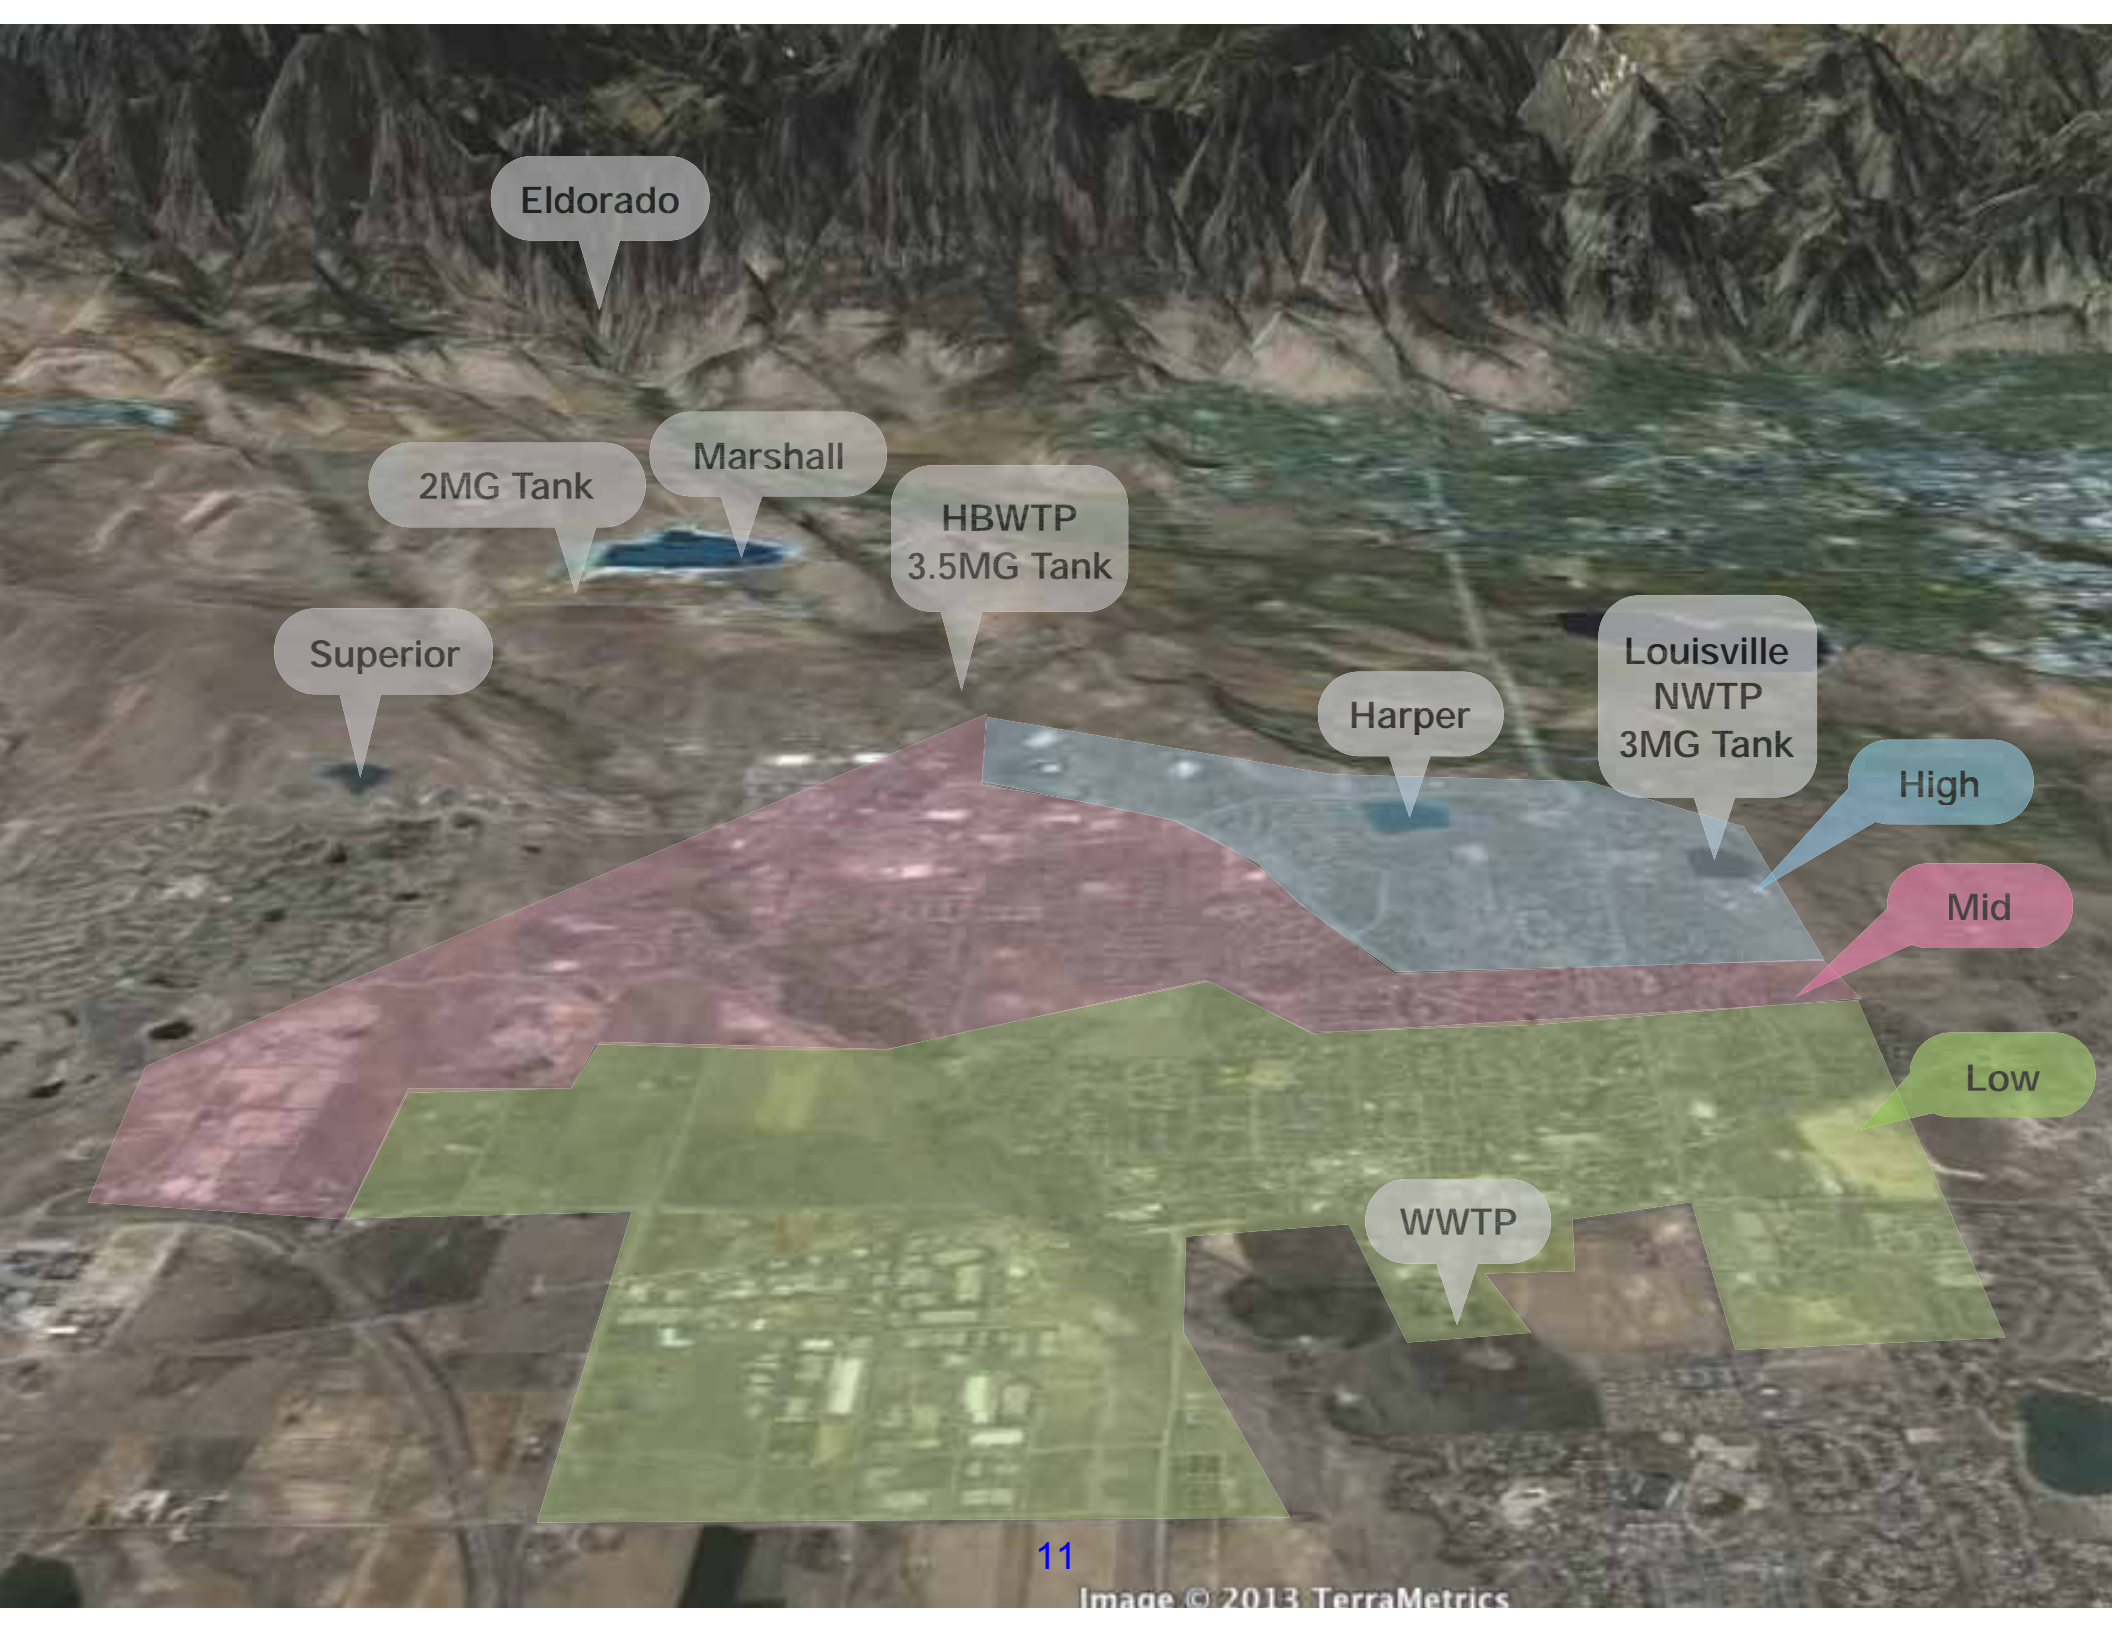 Eldorado
Marshall
2MG Tank
HBWTP
3.5MG Tank
Superior
Louisville
NWTP
3MG Tank
Harper
High
Mid
Low
WWTP
11
Image © 2013 TerraMetrics